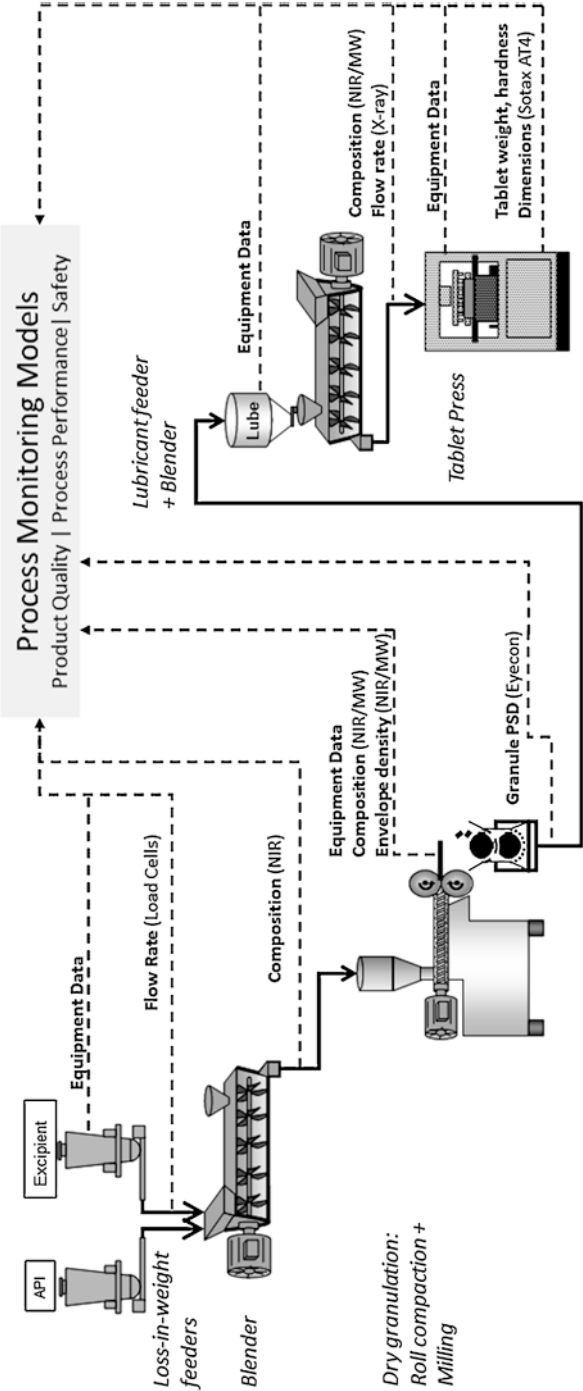 Process Monitoring Models
Product Quality | Process Performance | Safety
API
Excipient
Equipment Data
Flow Rate (Load Cells)
Loss-in-weight
feeders
Blender
Composition (NIR)
Dry granulation:
Roll compaction +
Milling
Equipment Data
Composition (NIR/MW)
Envelope density (NIR/MW)
Granule PSD (Eyecon)
Lubricant feeder
+ Blender
Lube
Equipment Data
Composition (NIR/MW)
Flow rate (X-ray)
Tablet Press
Equipment Data
Tablet weight, hardness
Dimensions (Sotax AT4)